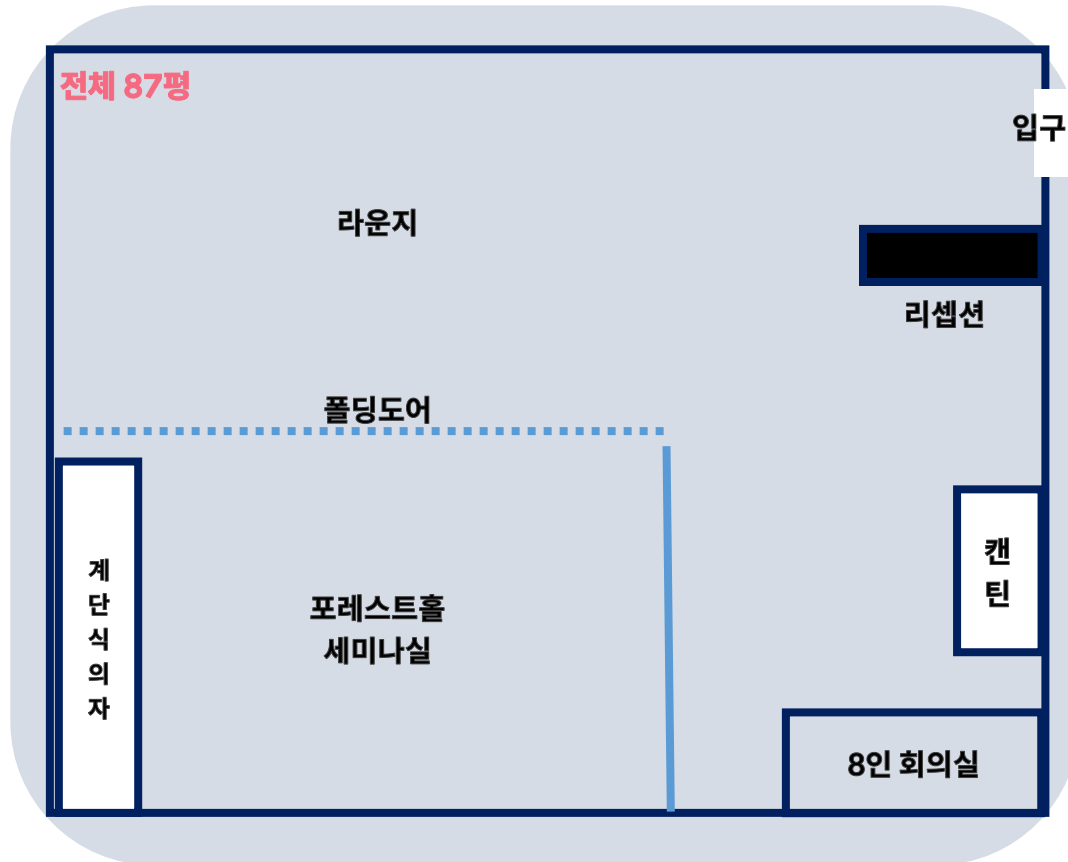 전체 87평
입구
라운지
리셉션
폴딩도어
계
단
식
의
자
포레스트홀
세미나실
캔
틴
8인 회의실